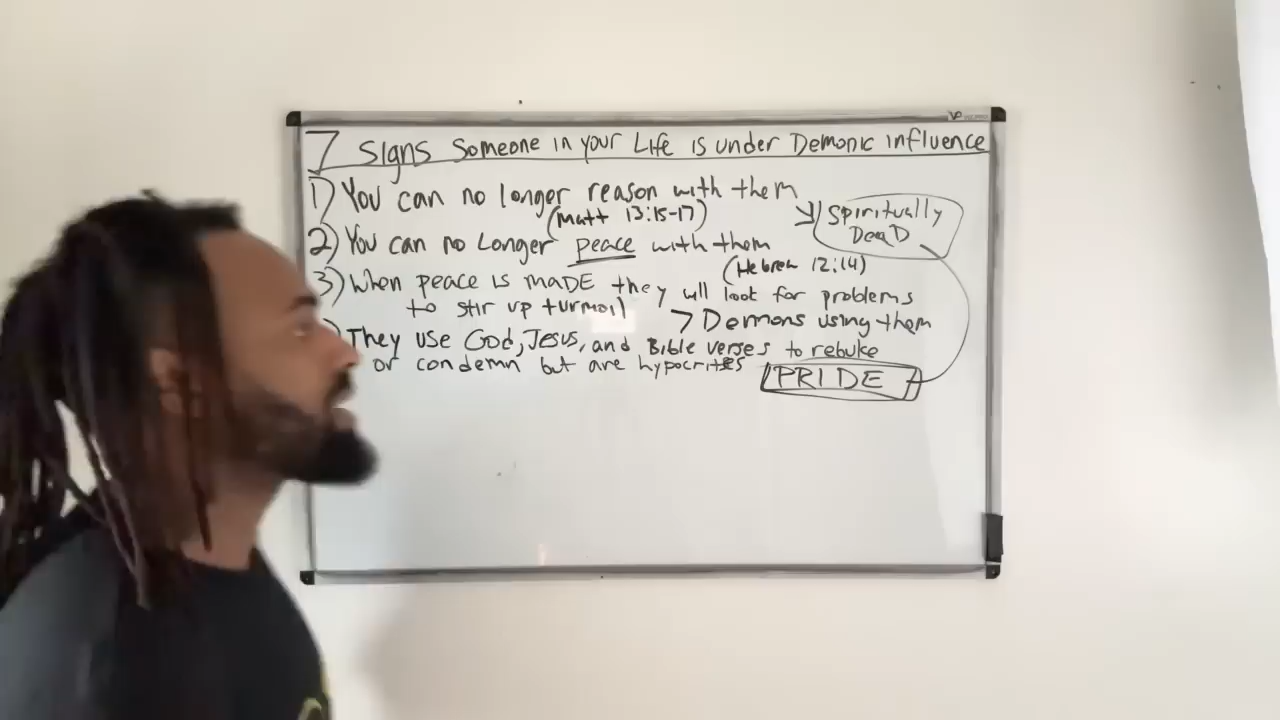 7 Signs Someone in your Life is under Demonic influence
1) You can no longer reason with them
(Matt 13:15-17)
Spiritually
DeaD
2) You can no Longer peace with them
(Hebrew 12:14)
3) When peace is maDE they will look for problems
to stir up turmoil
> Demons using them
) They use God, Jesus, and Bible verses to rebuke
or condemn but are hypocrites
PRIDE